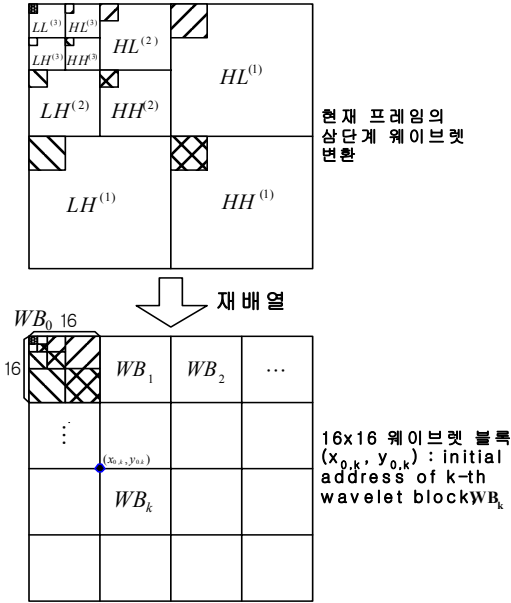 LL(3) HL(3) HL(2)
LH(3) HH(3)
HL(1)
LH(2) HH(2)
현재 프레임의
삼단계 웨이브렛
변환
LH(1) HH(1)
재배열
WB0 16
16
WB1 WB2 ...
⋮
(x0,k, y0,k)
WBk
16x16 웨이브렛 블록
(x0,k, y0,k) : initial
address of k-th
wavelet block WBk